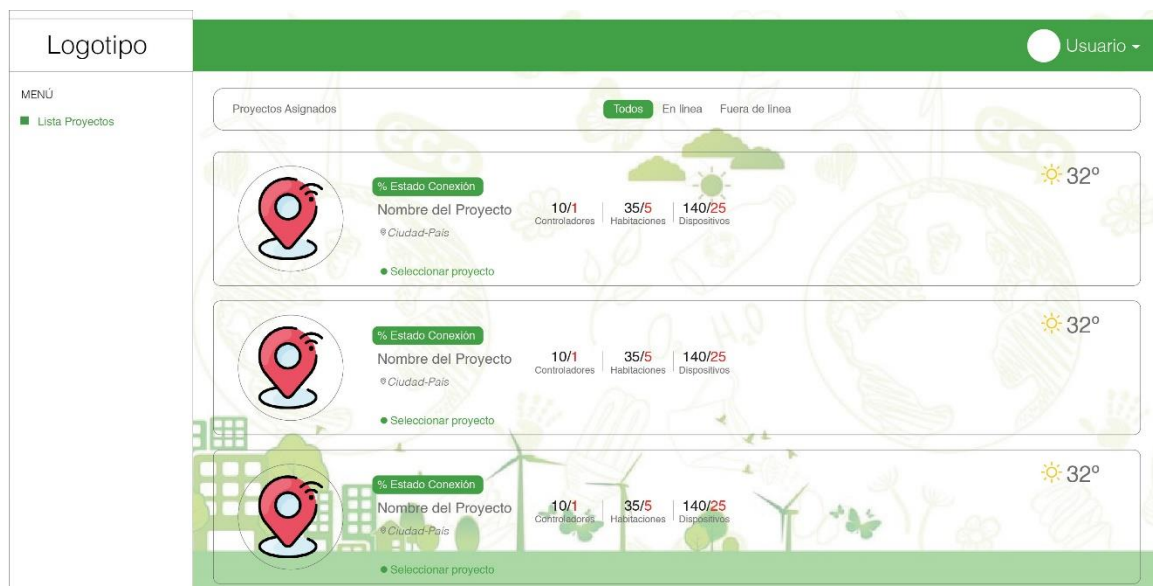 Logotipo
Usuario
MENÚ
Lista Proyectos
Proyectos Asignados
Todos En línea Fuera de línea
eco
eco
% Estado Conexión
32º
Nombre del Proyecto
10/1 35/5 140/25
Controladores Habitaciones Dispositivos
Ciudad-País
Seleccionar proyecto
% Estado Conexión
32º
Nombre del Proyecto
10/1 35/5 140/25
Controladores Habitaciones Dispositivos
Ciudad-País
Seleccionar proyecto
% Estado Conexión
32º
Nombre del Proyecto
10/1 35/5 140/25
Controladores Habitaciones Dispositivos
Ciudad-País
Seleccionar proyecto